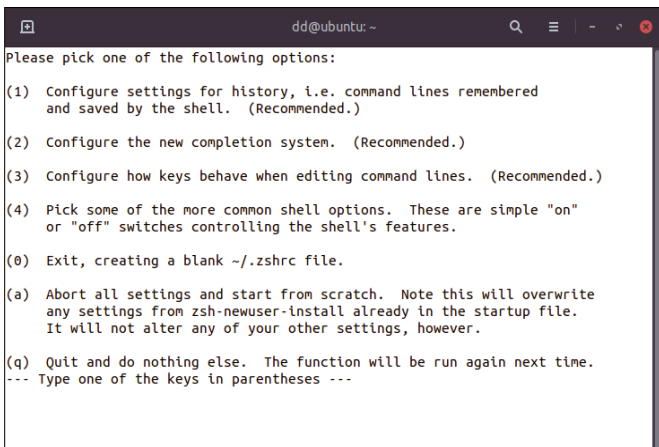 dd@ubuntu: ~
Please pick one of the following options:
(1)  Configure settings for history, i.e. command lines remembered
     and saved by the shell.  (Recommended.)
(2)  Configure the new completion system.  (Recommended.)
(3)  Configure how keys behave when editing command lines.  (Recommended.)
(4)  Pick some of the more common shell options.  These are simple "on"
     or "off" switches controlling the shell's features.
(0)  Exit, creating a blank ~/.zshrc file.
(a)  Abort all settings and start from scratch.  Note this will overwrite
     any settings from zsh-newuser-install already in the startup file.
     It will not alter any of your other settings, however.
(q)  Quit and do nothing else.  The function will be run again next time.
--- Type one of the keys in parentheses ---